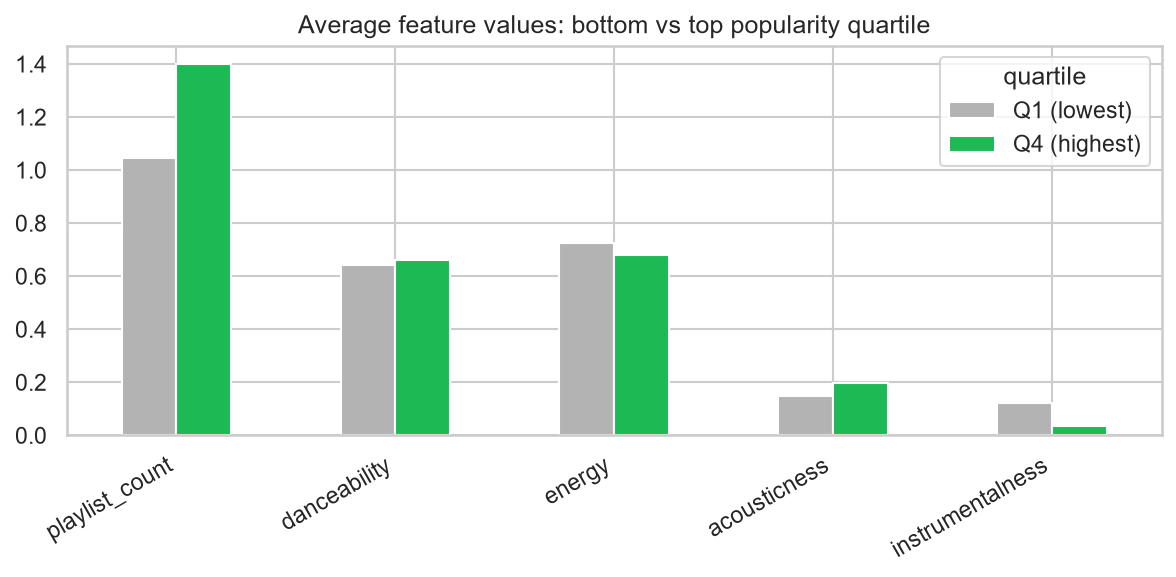 Average feature values: bottom vs top popularity quartile
quartile
Q1 (lowest)
Q4 (highest)
1.4
1.2
1.0
0.8
0.6
0.4
0.2
0.0
playlist_count
danceability
energy
acousticness
instrumentalness